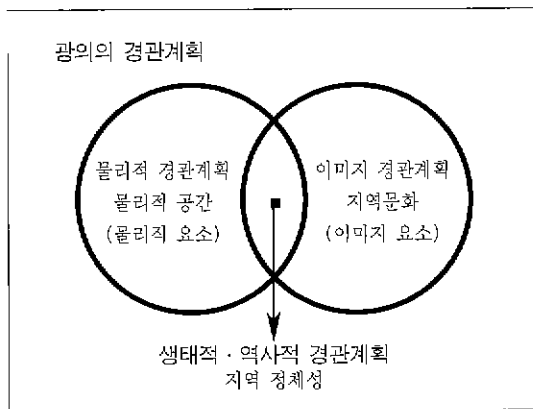 광의의 경관계획
물리적 경관계획
물리적 공간
(물리적 요소)
이미지 경관계획
지역문화
(이미지 요소)
생태적 · 역사적 경관계획
지역 정체성